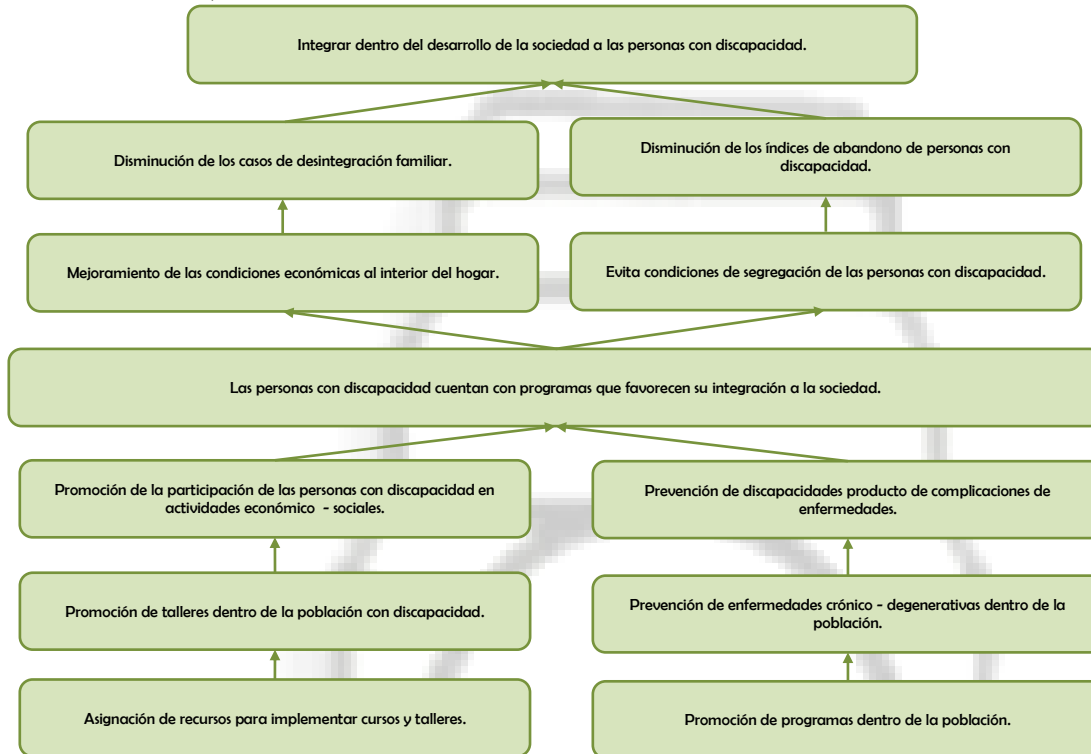 Integrar dentro del desarrollo de la sociedad a las personas con discapacidad.
Disminución de los casos de desintegración familiar.
Disminución de los índices de abandono de personas con
discapacidad.
Mejoramiento de las condiciones económicas al interior del hogar.
Evita condiciones de segregación de las personas con discapacidad.
Las personas con discapacidad cuentan con programas que favorecen su integración a la sociedad.
Promoción de la participación de las personas con discapacidad en
actividades económico - sociales.
Prevención de discapacidades producto de complicaciones de
enfermedades.
Promoción de talleres dentro de la población con discapacidad.
Prevención de enfermedades crónico - degenerativas dentro de la
población.
Asignación de recursos para implementar cursos y talleres.
Promoción de programas dentro de la población.